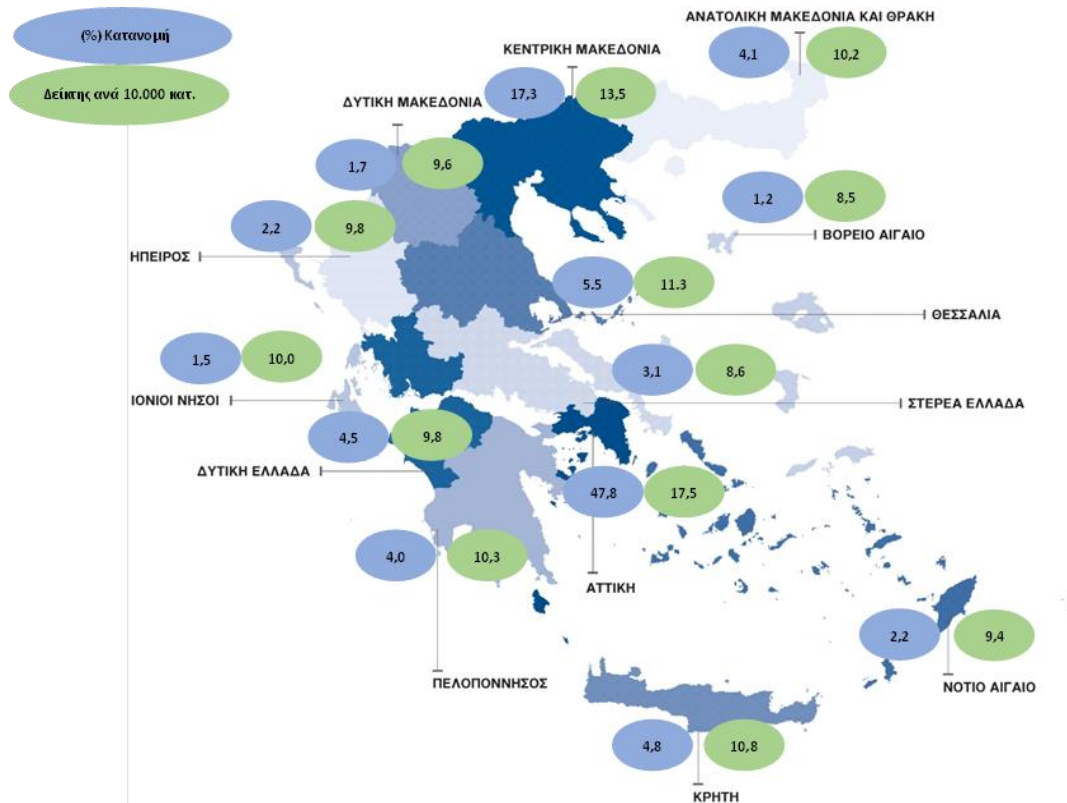 (%) Κατανομή
Δείκτης ανά 10.000 κατ.
ΑΝΑΤΟΛΙΚΗ ΜΑΚΕΔΟΝΙΑ ΚΑΙ ΘΡΑΚΗ
4,1 10,2
ΚΕΝΤΡΙΚΗ ΜΑΚΕΔΟΝΙΑ
17,3 13,5
ΔΥΤΙΚΗ ΜΑΚΕΔΟΝΙΑ
1,7 9,6
1,2 8,5
ΒΟΡΕΙΟ ΑΙΓΑΙΟ
2,2 9,8
ΗΠΕΙΡΟΣ
5.5 11.3
ΘΕΣΣΑΛΙΑ
1,5 10,0
ΙΟΝΙΟΙ ΝΗΣΟΙ
3,1 8,6
ΣΤΕΡΕΑ ΕΛΛΑΔΑ
4,5 9,8
ΔΥΤΙΚΗ ΕΛΛΑΔΑ
47,8 17,5
ΑΤΤΙΚΗ
4,0 10,3
ΠΕΛΟΠΟΝΝΗΣΟΣ
2,2 9,4
ΝΟΤΙΟ ΑΙΓΑΙΟ
4,8 10,8
ΚΡΗΤΗ